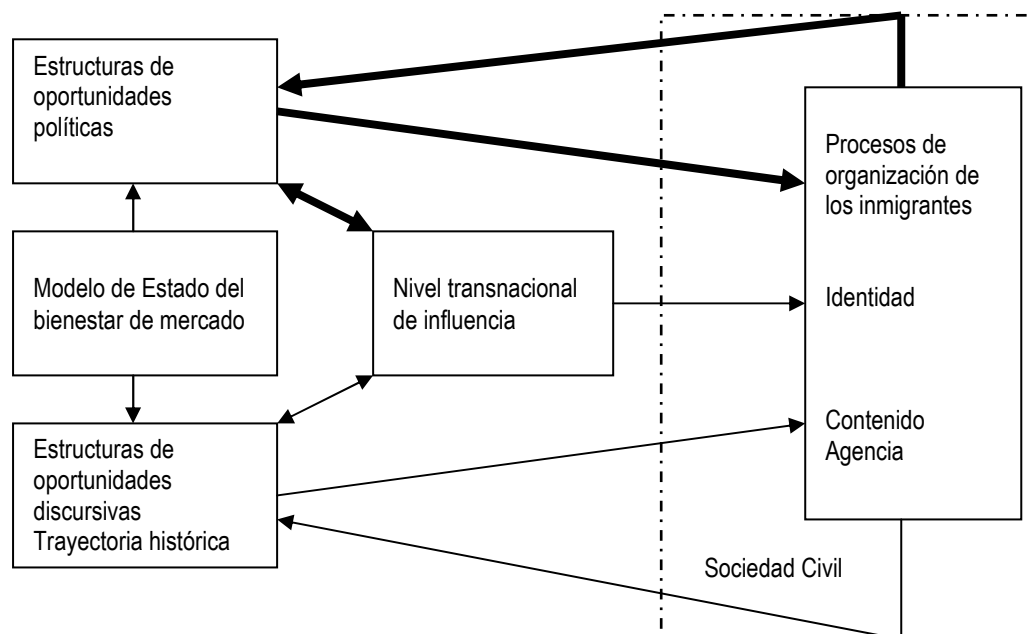 Estructuras de
oportunidades
políticas
Procesos de
organización de
los inmigrantes
Modelo de Estado del
bienestar de mercado
Nivel transnacional
de influencia
Identidad
Estructuras de
oportunidades
discursivas
Trayectoria histórica
Contenido
Agencia
Sociedad Civil